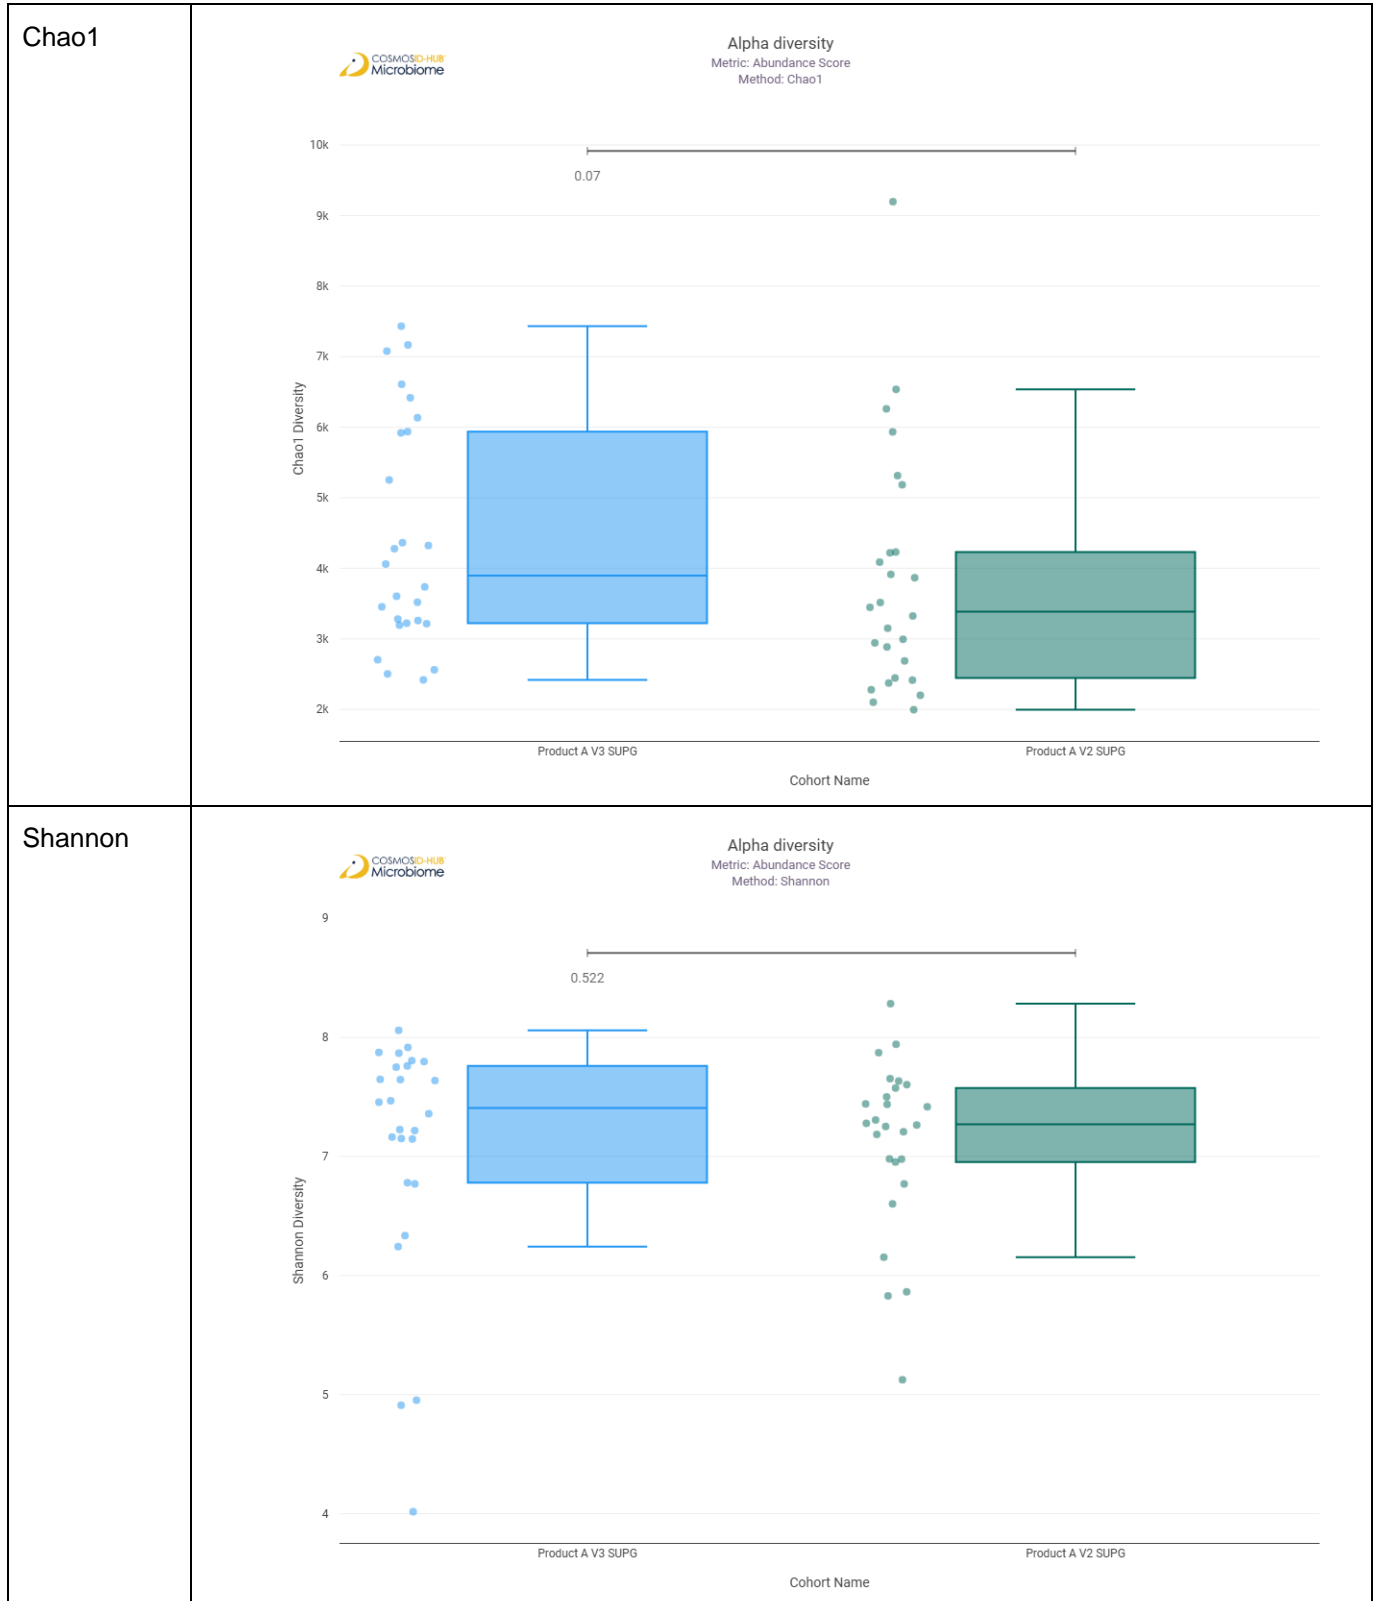 Chao1
COSMOSID-HUB
Microbiome
Alpha diversity
Metric: Abundance Score
Method: Chao1
10k
0.07
9k
8k
7k
6k
5k
4k
3k
2k
Chao1 Diversity
Product A V3 SUPG
Product A V2 SUPG
Cohort Name
Shannon
COSMOSID-HUB
Microbiome
Alpha diversity
Metric: Abundance Score
Method: Shannon
9
0.522
8
7
6
5
4
Shannon Diversity
Product A V3 SUPG
Product A V2 SUPG
Cohort Name